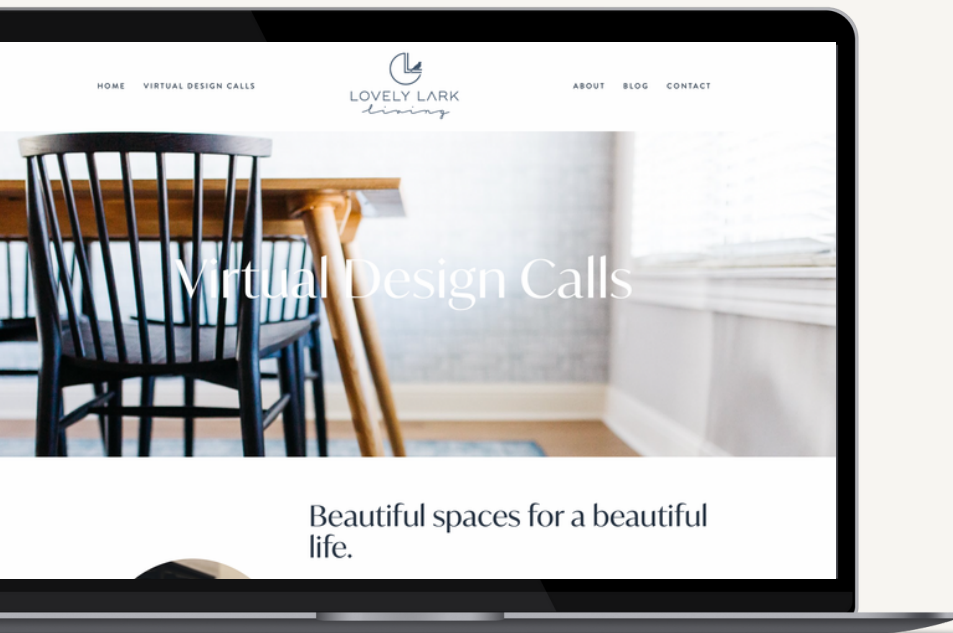 HOME
VIRTUAL DESIGN CALLS
LOVELY LARK
living
ABOUT
BLOG
CONTACT
Virtual Design Calls
Beautiful spaces for a beautiful
life.